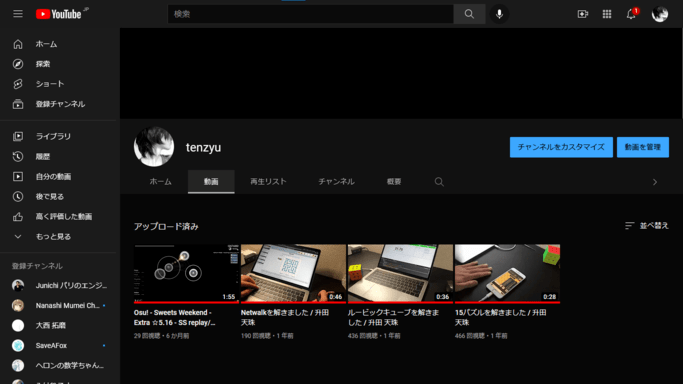 YouTube JP
検索
1
ホーム
探索
ショート
登録チャンネル
ライブラリ
履歴
自分の動画
後で見る
高く評価した動画
もっと見る
登録チャンネル
Junichi パリのエンジ...
Nanashi Mumei Ch...
大西 拓磨
SaveAFox
ヘロンの数学ちゃん...
tenzyu
チャンネルをカスタマイズ
動画を管理
ホーム
動画
再生リスト
チャンネル
概要
アップロード済み
並べ替え
1:55
Osu! - Sweets Weekend -
Extra ☆5.16 - SS replay/...
29 回視聴・6 か月前
0:46
Netwalkを解きました / 升田
天珠
190 回視聴・1 年前
0:36
ルービックキューブを解きま
した / 升田 天珠
436 回視聴・1 年前
0:28
15パズルを解きました / 升田
天珠
466 回視聴・1 年前